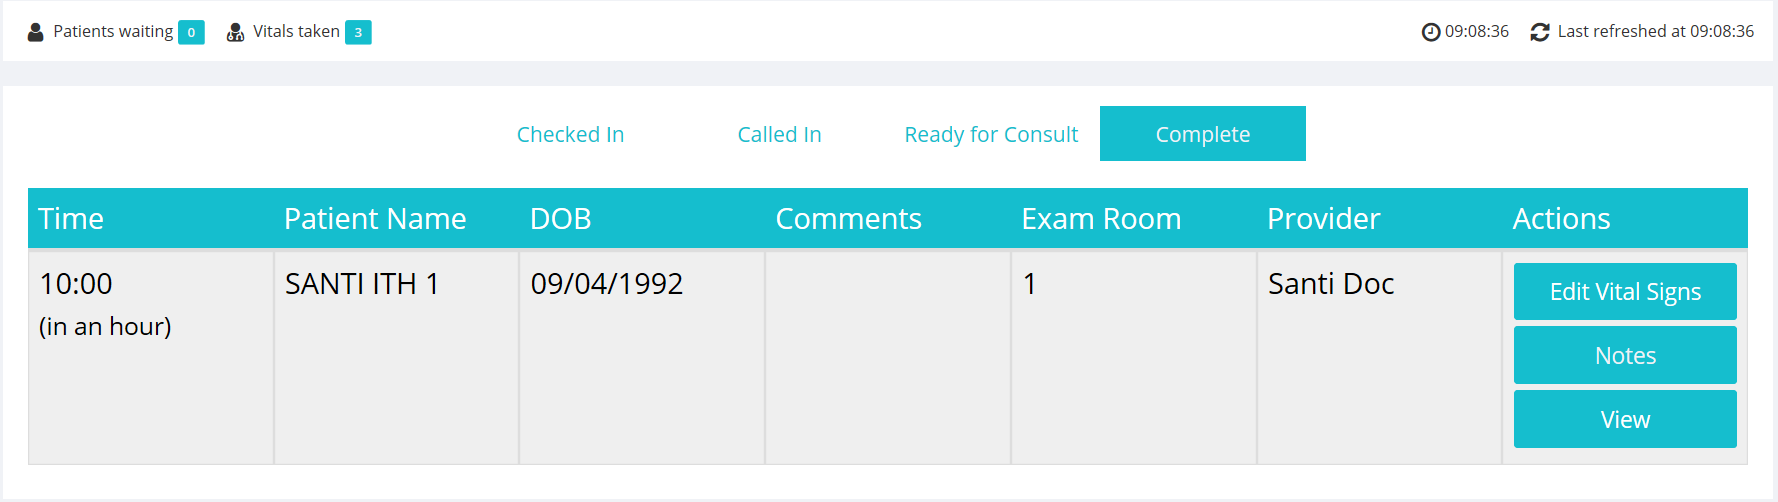 Patients waiting 0 Vitals taken 3 09:08:36 Last refreshed at 09:08:36
Checked In Called In Ready for Consult Complete
Time Patient Name DOB Comments Exam Room Provider Actions
10:00 SANTI ITH 1 09/04/1992 1 Santi Doc Edit Vital Signs
(in an hour)
Notes
View